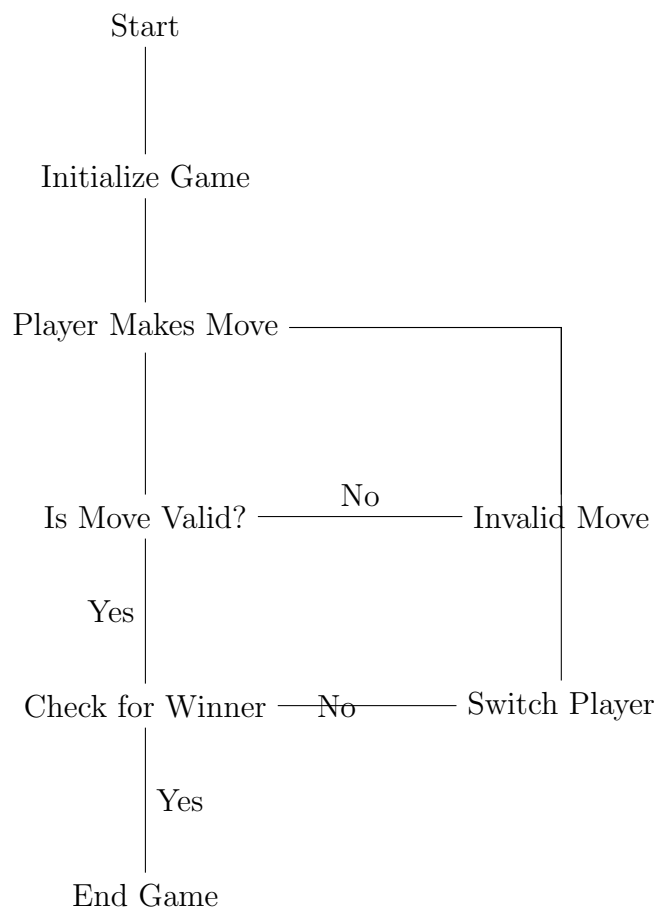 Start
Initialize Game
Player Makes Move
No
Is Move Valid?
Invalid Move
Yes
Check for Winner
No
Switch Player
Yes
End Game